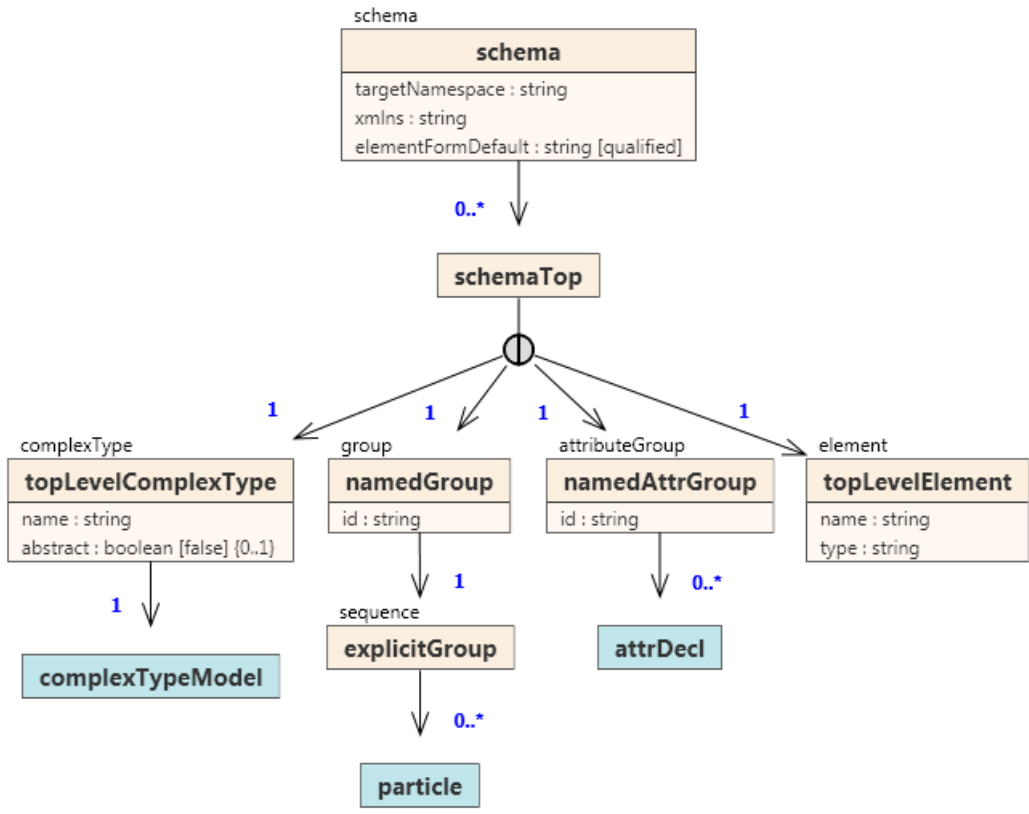 schema
schema
targetNamespace : string
xmlns : string
elementFormDefault : string [qualified]
0..*
schemaTop
1
1
1
1
complexType
topLevelComplexType
name : string
abstract : boolean [false] {0..1}
group
namedGroup
id : string
attributeGroup
namedAttrGroup
id : string
element
topLevelElement
name : string
type : string
1
1
0..*
complexTypeModel
sequence
explicitGroup
attrDecl
0..*
particle